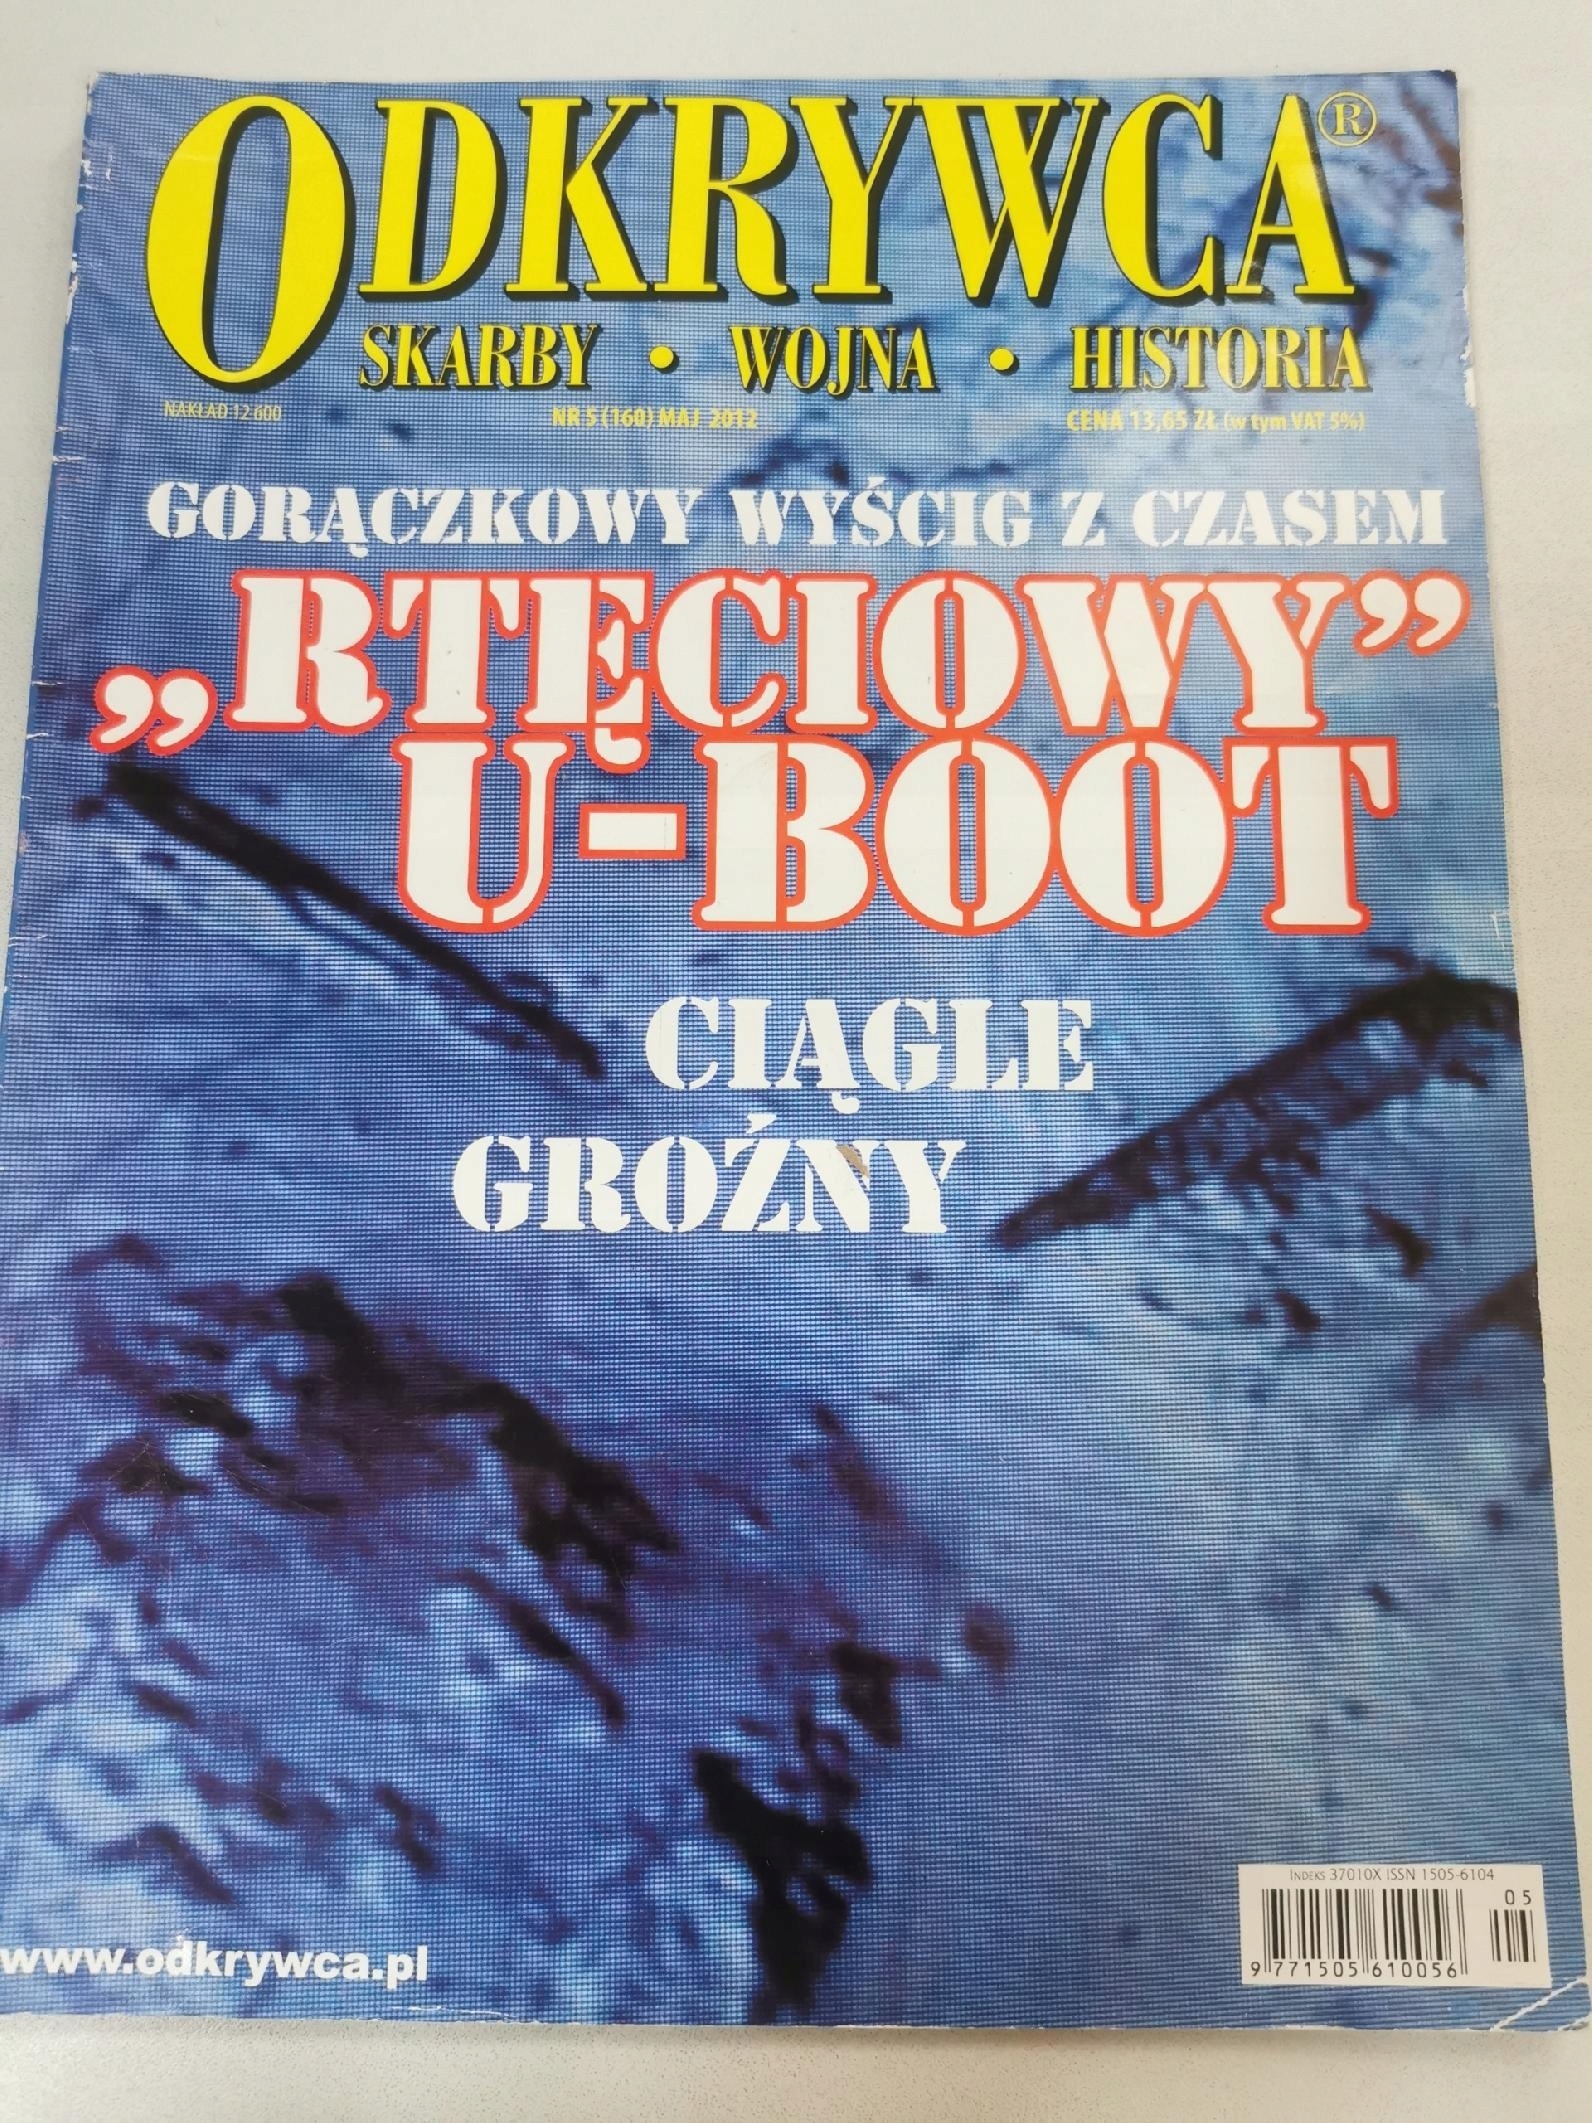 ODKRYWCA®
SKARBY • WOJNA • HISTORIA
NAKŁAD 12 600 NR 5 (160) MAJ 2012 CENA 13,65 ZŁ (w tym VAT 5%)
GORĄCZKOWY WYŚCIG Z CZASEM
„RTĘCIOWY”
U-BOOT
CIĄGLE
GROŹNY
INDEKS 37010X ISSN 1505-6104
05
9 771505 610056
www.odkrywca.pl